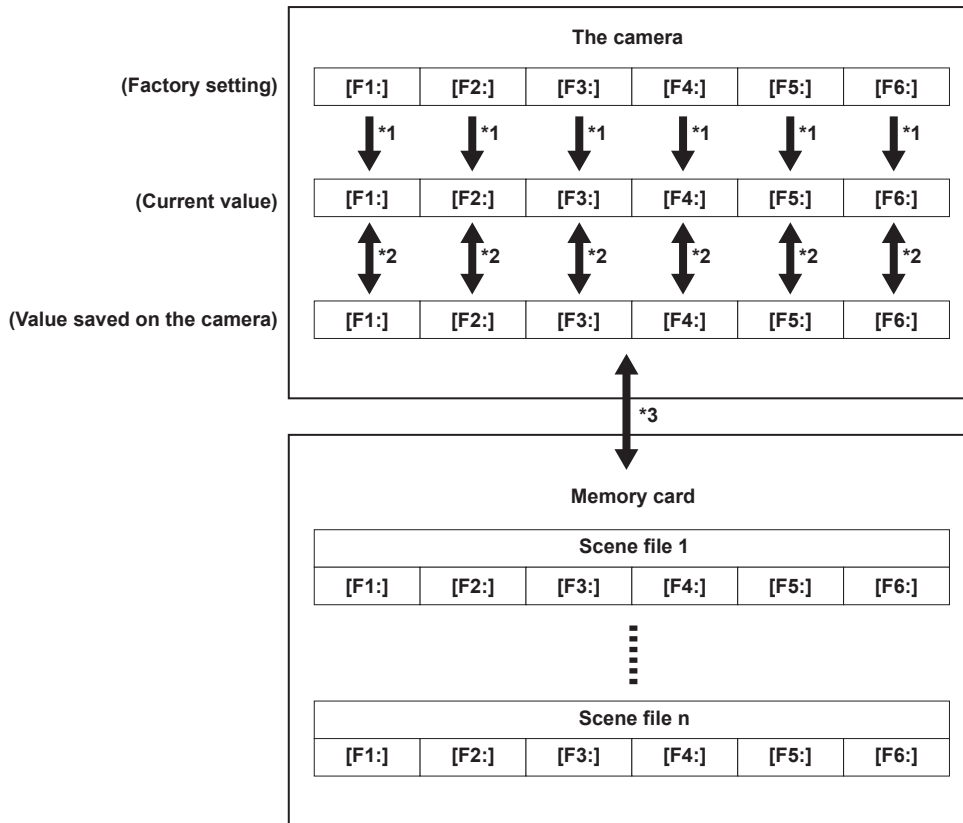 The camera
(Factory setting) [F1:] [F2:] [F3:] [F4:] [F5:] [F6:]
*1 *1 *1 *1 *1 *1
(Current value) [F1:] [F2:] [F3:] [F4:] [F5:] [F6:]
*2 *2 *2 *2 *2 *2
(Value saved on the camera) [F1:] [F2:] [F3:] [F4:] [F5:] [F6:]
*3
Memory card
Scene file 1
[F1:] [F2:] [F3:] [F4:] [F5:] [F6:]
Scene file n
[F1:] [F2:] [F3:] [F4:] [F5:] [F6:]